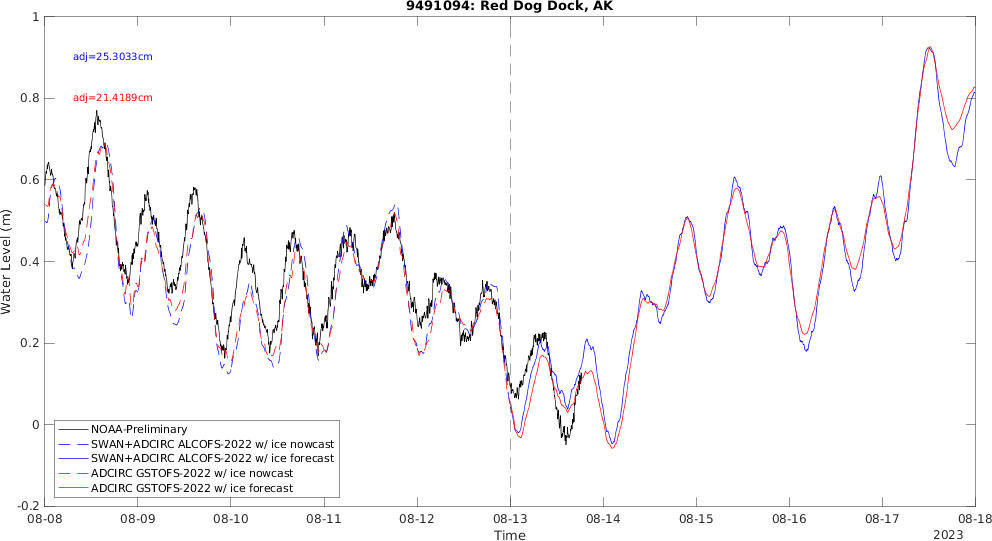 9491094: Red Dog Dock, AK
adj=25.3033cm
adj=21.4189cm
Water Level (m)
1
0.8
0.6
0.4
0.2
0
-0.2
NOAA-Preliminary
SWAN+ADCIRC ALCOFS-2022 w/ ice nowcast
SWAN+ADCIRC ALCOFS-2022 w/ ice forecast
ADCIRC GSTOFS-2022 w/ ice nowcast
ADCIRC GSTOFS-2022 w/ ice forecast
08-08 08-09 08-10 08-11 08-12 08-13 08-14 08-15 08-16 08-17 08-18
Time
2023